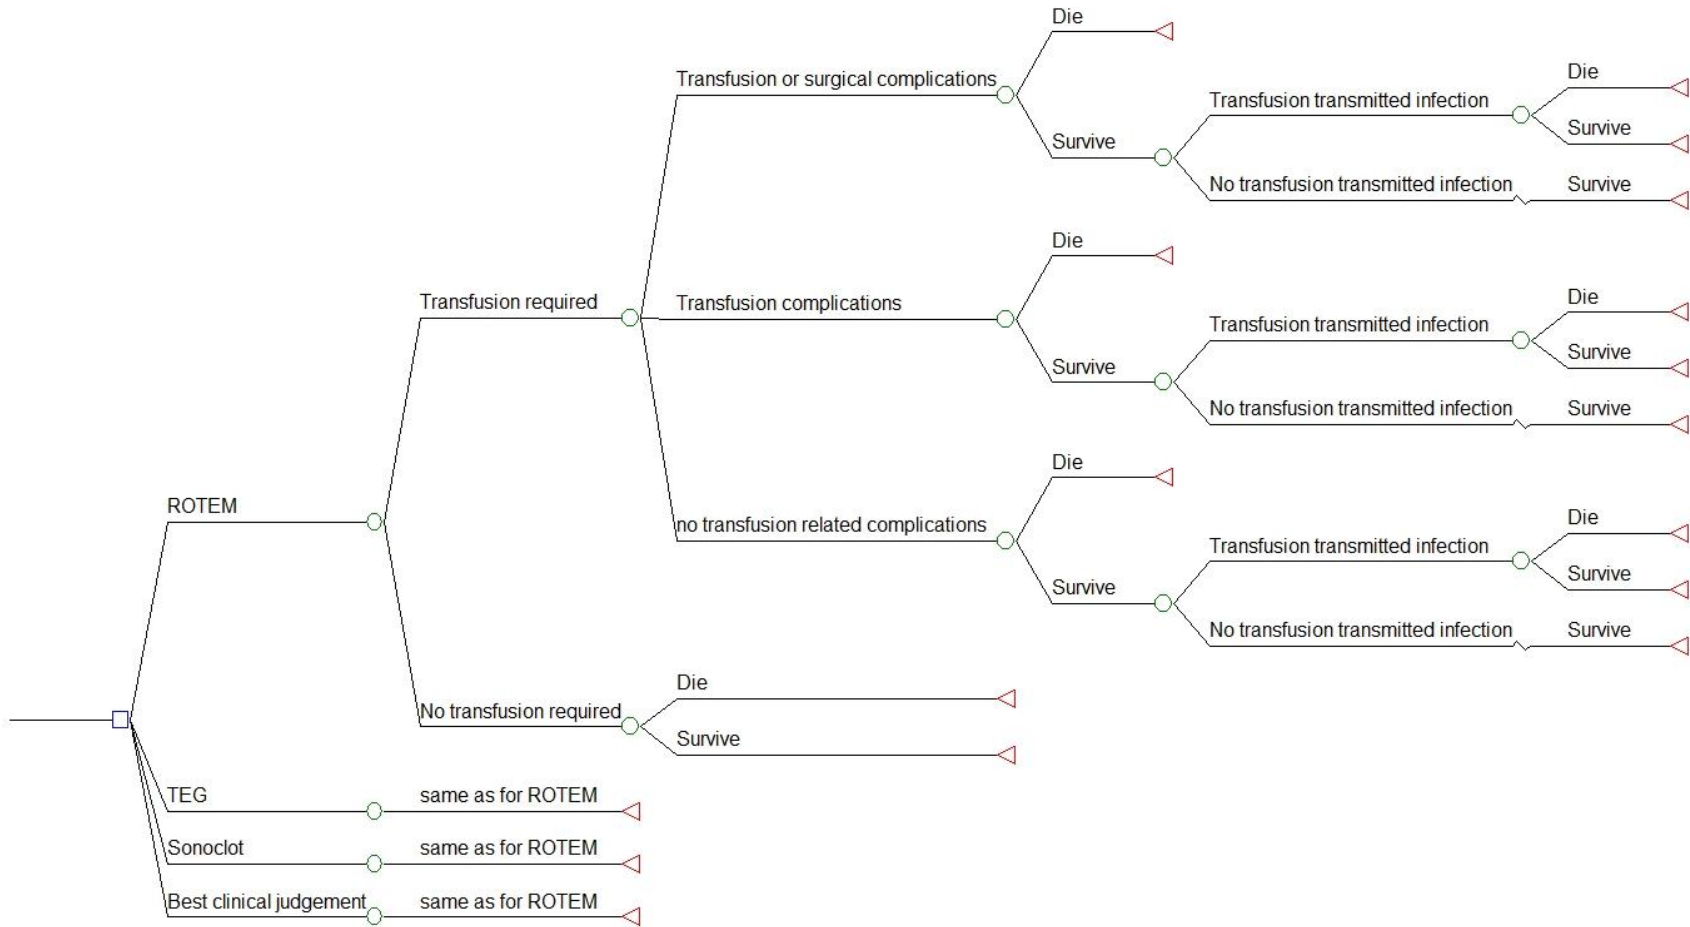 Die
Transfusion or surgical complications
Die
Transfusion transmitted infection
Survive
Survive
No transfusion transmitted infection
Survive
Die
Transfusion required
Transfusion complications
Die
Transfusion transmitted infection
Survive
Survive
No transfusion transmitted infection
Survive
Die
ROTEM
no transfusion related complications
Die
Transfusion transmitted infection
Survive
Survive
No transfusion transmitted infection
Survive
Die
No transfusion required
Survive
TEG
same as for ROTEM
Sonoclot
same as for ROTEM
Best clinical judgement
same as for ROTEM